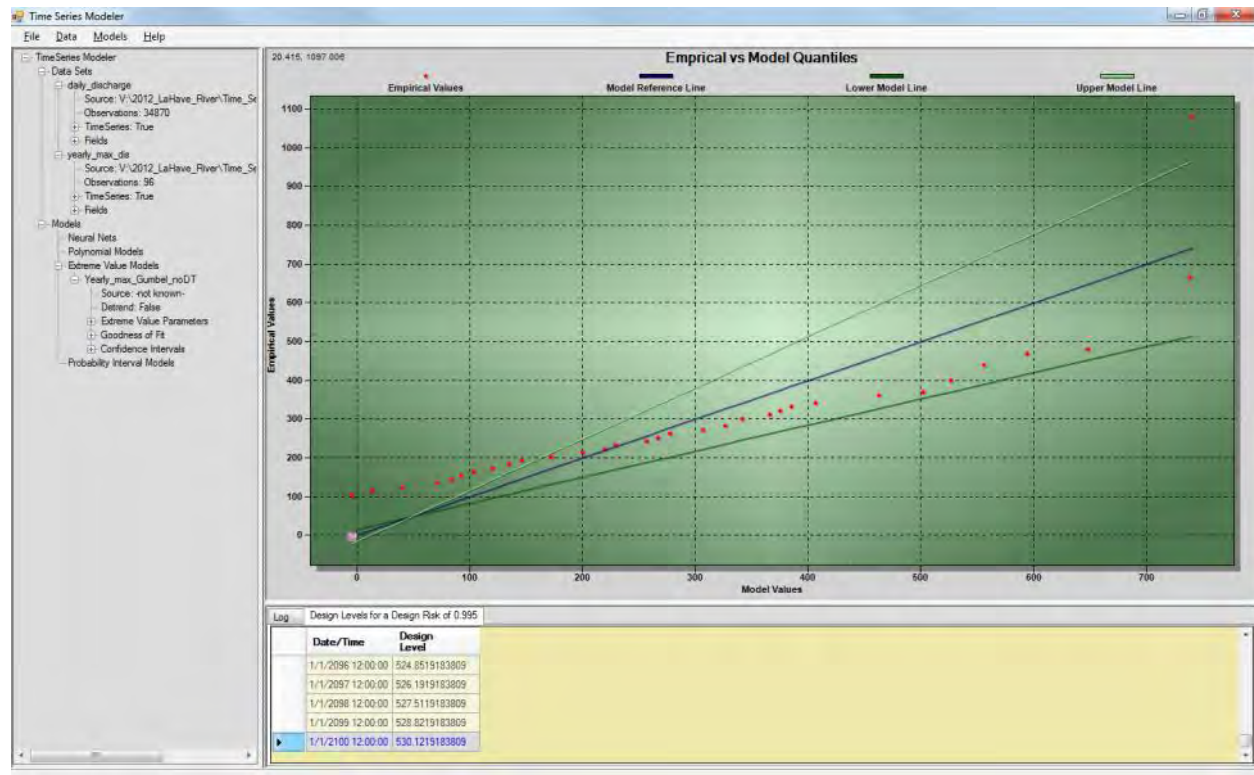 Time Series Modeler
File Data Models Help
TimeSeries Modeler
Data Sets
daily_discharge
Source: V:\2012_LaHave_River\Time_Se
Observations: 34870
TimeSeries: True
Fields
yearly_max_dis
Source: V:\2012_LaHave_River\Time_Se
Observations: 96
TimeSeries: True
Fields
Models
Neural Nets
Polynomial Models
Extreme Value Models
Yearly_max_Gumbel_noDT
Source: -not known-
Detrend: False
Extreme Value Parameters
Goodness of Fit
Confidence Intervals
Probability Interval Models
20.415, 1097.006
Emprical vs Model Quantiles
Empirical Values Model Reference Line Lower Model Line Upper Model Line
1100
1000
900
800
700
600
500
400
300
200
100
0
Empirical Values
0 100 200 300 400 500 600 700
Model Values
Log Design Levels for a Design Risk of 0.995
Date/Time Design Level
1/1/2096 12:00:00 524.8519183809
1/1/2097 12:00:00 526.1919183809
1/1/2098 12:00:00 527.5119183809
1/1/2099 12:00:00 528.8219183809
1/1/2100 12:00:00 530.1219183809